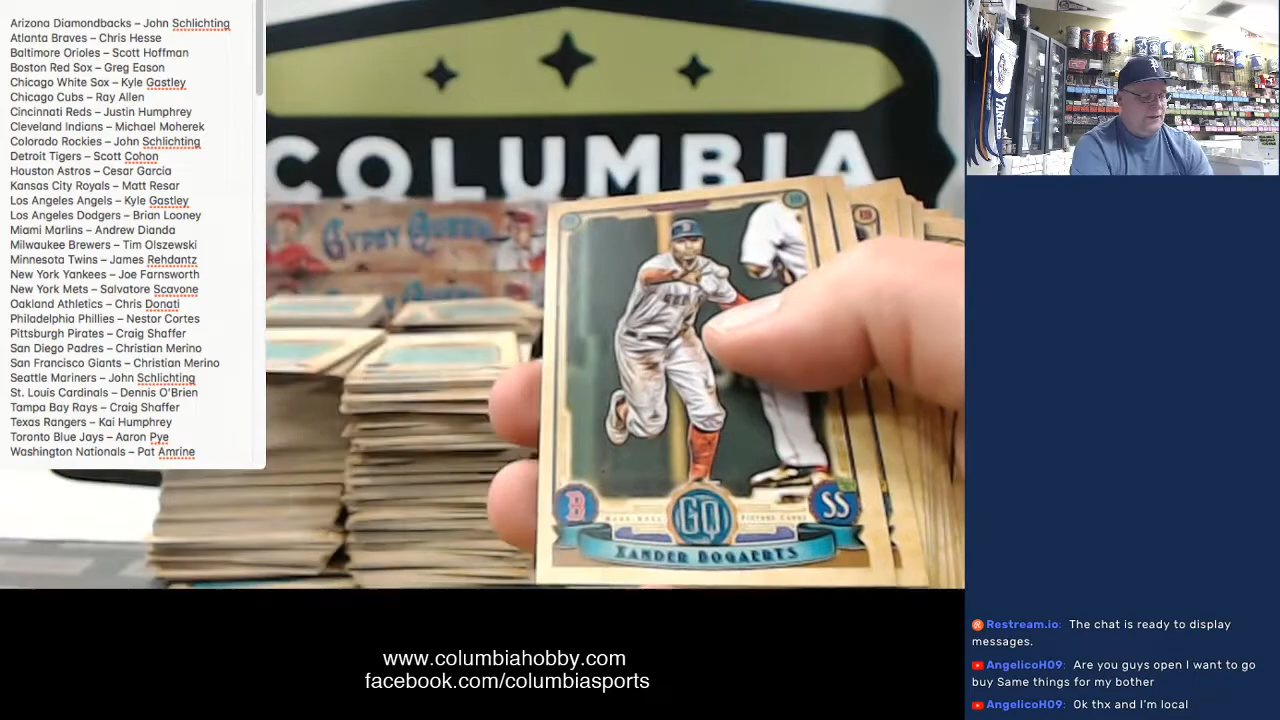 Arizona Diamondbacks – John Schlichting
Atlanta Braves – Chris Hesse
Baltimore Orioles – Scott Hoffman
Boston Red Sox – Greg Eason
Chicago White Sox – Kyle Gastley
Chicago Cubs – Ray Allen
Cincinnati Reds – Justin Humphrey
Cleveland Indians – Michael Moherek
Colorado Rockies – John Schlichting
Detroit Tigers – Scott Cohon
Houston Astros – Cesar Garcia
Kansas City Royals – Matt Resar
Los Angeles Angels – Kyle Gastley
Los Angeles Dodgers – Brian Looney
Miami Marlins – Andrew Dianda
Milwaukee Brewers – Tim Olszewski
Minnesota Twins – James Rehdantz
New York Yankees – Joe Farnsworth
New York Mets – Salvatore Scavone
Oakland Athletics – Chris Donati
Philadelphia Phillies – Nestor Cortes
Pittsburgh Pirates – Craig Shaffer
San Diego Padres – Christian Merino
San Francisco Giants – Christian Merino
Seattle Mariners – John Schlichting
St. Louis Cardinals – Dennis O'Brien
Tampa Bay Rays – Craig Shaffer
Texas Rangers – Kai Humphrey
Toronto Blue Jays – Aaron Pye
Washington Nationals – Pat Amrine
COLUMBIA
GYPSY QUEEN
B
GQ
SS
XANDER BOGAERTS
www.columbiahobby.com
facebook.com/columbiasports
Restream.io: The chat is ready to display
messages.
AngelicoH09: Are you guys open I want to go
buy Same things for my bother
AngelicoH09: Ok thx and I'm local